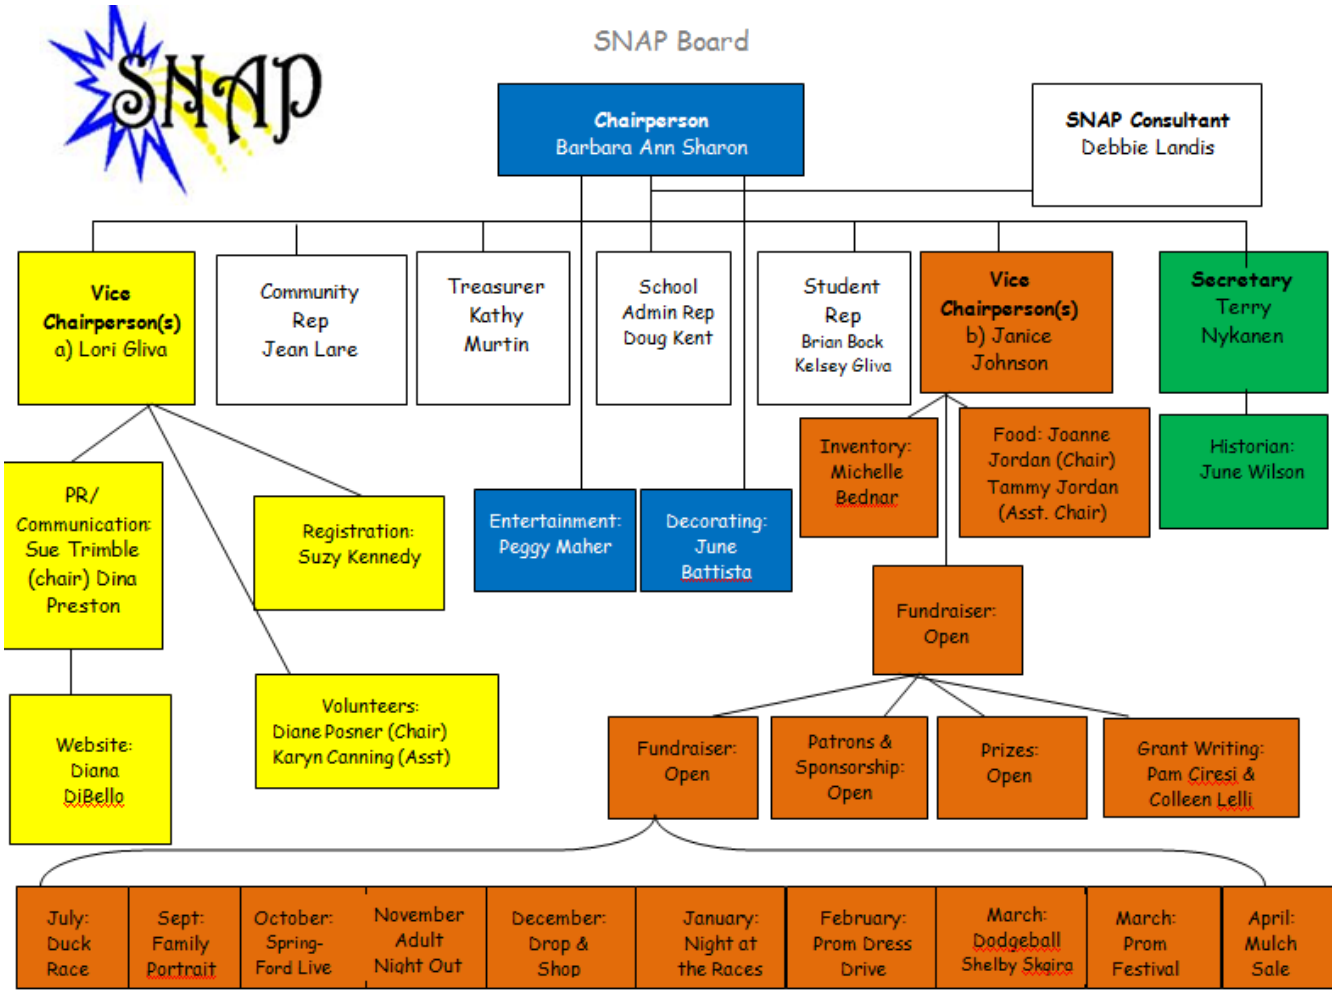 SNAP
SNAP Board
Chairperson
Barbara Ann Sharon
SNAP Consultant
Debbie Landis
Vice
Chairperson(s)
a) Lori Gliva
Community
Rep
Jean Lare
Treasurer
Kathy
Murtin
School
Admin Rep
Doug Kent
Student
Rep
Brian Bock
Kelsey Gliva
Vice
Chairperson(s)
b) Janice
Johnson
Secretary
Terry
Nykanen
Inventory:
Michelle
Bednar
Food: Joanne
Jordan (Chair)
Tammy Jordan
(Asst. Chair)
Historian:
June Wilson
PR/
Communication:
Sue Trimble
(chair) Dina
Preston
Registration:
Suzy Kennedy
Entertainment:
Peggy Maher
Decorating:
June
Battista
Fundraiser:
Open
Website:
Diana
DiBello
Volunteers:
Diane Posner (Chair)
Karyn Canning (Asst)
Fundraiser:
Open
Patrons &
Sponsorship:
Open
Prizes:
Open
Grant Writing:
Pam Ciresi &
Colleen Lelli
July:
Duck
Race
Sept:
Family
Portrait
October:
Spring-
Ford Live
November
Adult
Night Out
December:
Drop &
Shop
January:
Night at
the Races
February:
Prom Dress
Drive
March:
Dodgeball
Shelby Skgira
March:
Prom
Festival
April:
Mulch
Sale